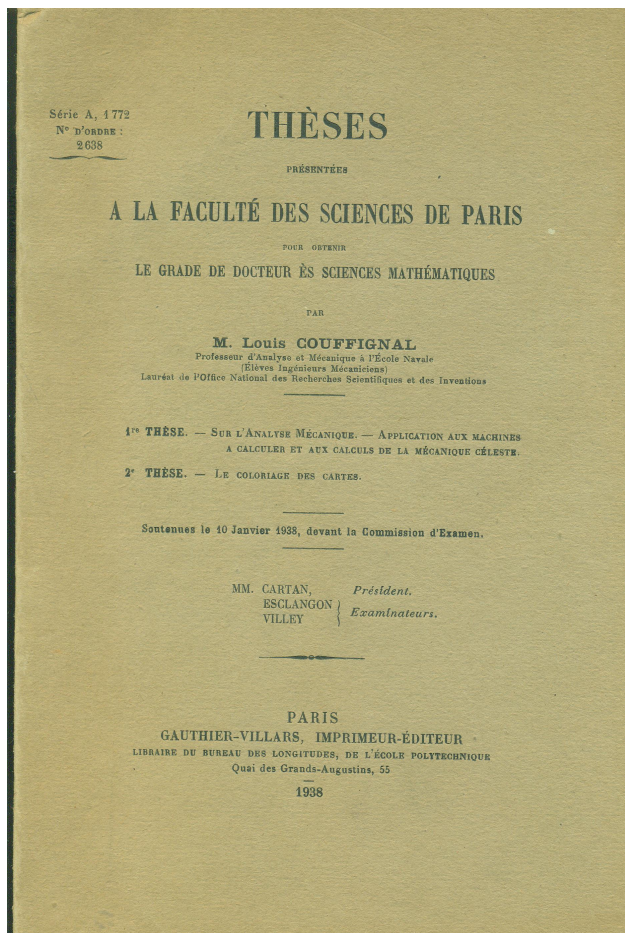 Série A, 1772
N° D'ORDRE :
2638
THÈSES
PRÉSENTÉES
A LA FACULTÉ DES SCIENCES DE PARIS
POUR OBTENIR
LE GRADE DE DOCTEUR ÈS SCIENCES MATHÉMATIQUES
PAR
M. Louis COUFFIGNAL
Professeur d'Analyse et Mécanique à l'École Navale
(Élèves Ingénieurs Mécaniciens)
Lauréat de l'Office National des Recherches Scientifiques et des Inventions
1re THÈSE. — SUR L'ANALYSE MÉCANIQUE. — APPLICATION AUX MACHINES
A CALCULER ET AUX CALCULS DE LA MÉCANIQUE CÉLESTE.
2e THÈSE. — LE COLORIAGE DES CARTES.
Soutenues le 10 Janvier 1938, devant la Commission d'Examen.
MM. CARTAN, Président.
ESCLANGON
VILLEY } Examinateurs.
PARIS
GAUTHIER-VILLARS, IMPRIMEUR-ÉDITEUR
LIBRAIRE DU BUREAU DES LONGITUDES, DE L'ÉCOLE POLYTECHNIQUE
Quai des Grands-Augustins, 55
1938